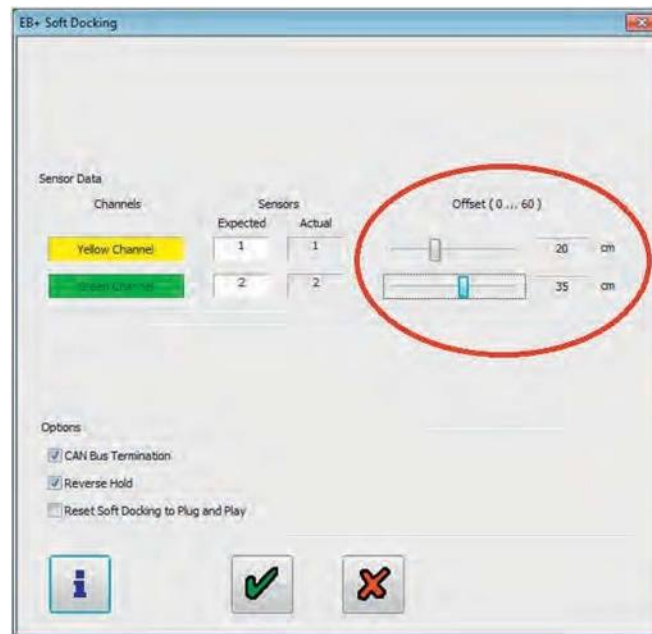 EB+ Soft Docking
Sensor Data
Channels Sensors Offset ( 0 ... 60 )
Expected Actual
Yellow Channel 1 1 20 cm
Green Channel 2 2 35 cm
Options
CAN Bus Termination
Reverse Hold
Reset Soft Docking to Plug and Play